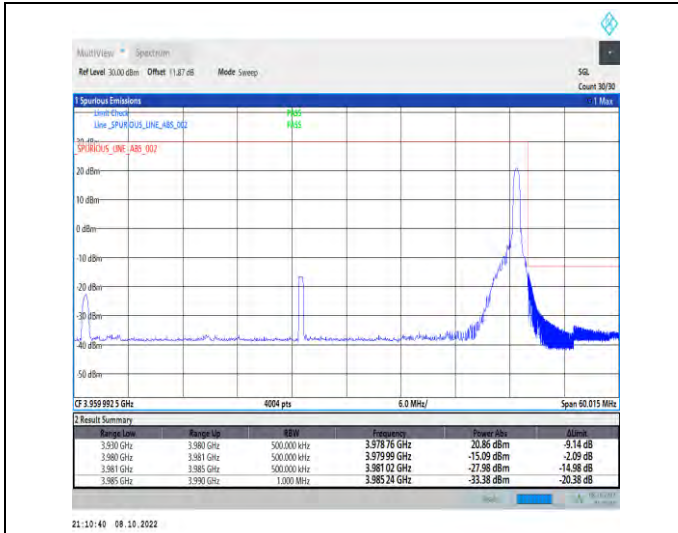 MultiView Spectrum
Ref Level 30.00 dBm Offset 11.87 dB Mode Sweep SGL
Count 30/30
1 Spurious Emissions 1 Max
Limit Check PASS
Line _SPURIOUS_LINE_ABS_002 PASS
30 dBm
_SPURIOUS_LINE_ABS_002
20 dBm
10 dBm
0 dBm
-10 dBm
-20 dBm
-30 dBm
-40 dBm
-50 dBm
CF 3.959 992 5 GHz 4004 pts 6.0 MHz/ Span 60.015 MHz
2 Result Summary
Range Low Range Up RBW Frequency Power Abs ΔLimit
3.930 GHz 3.980 GHz 500.000 kHz 3.978 76 GHz 20.86 dBm -9.14 dB
3.980 GHz 3.981 GHz 500.000 kHz 3.979 99 GHz -15.09 dBm -2.09 dB
3.981 GHz 3.985 GHz 500.000 kHz 3.981 02 GHz -27.98 dBm -14.98 dB
3.985 GHz 3.990 GHz 1.000 MHz 3.985 24 GHz -33.38 dBm -20.38 dB
21:10:40 08.10.2022